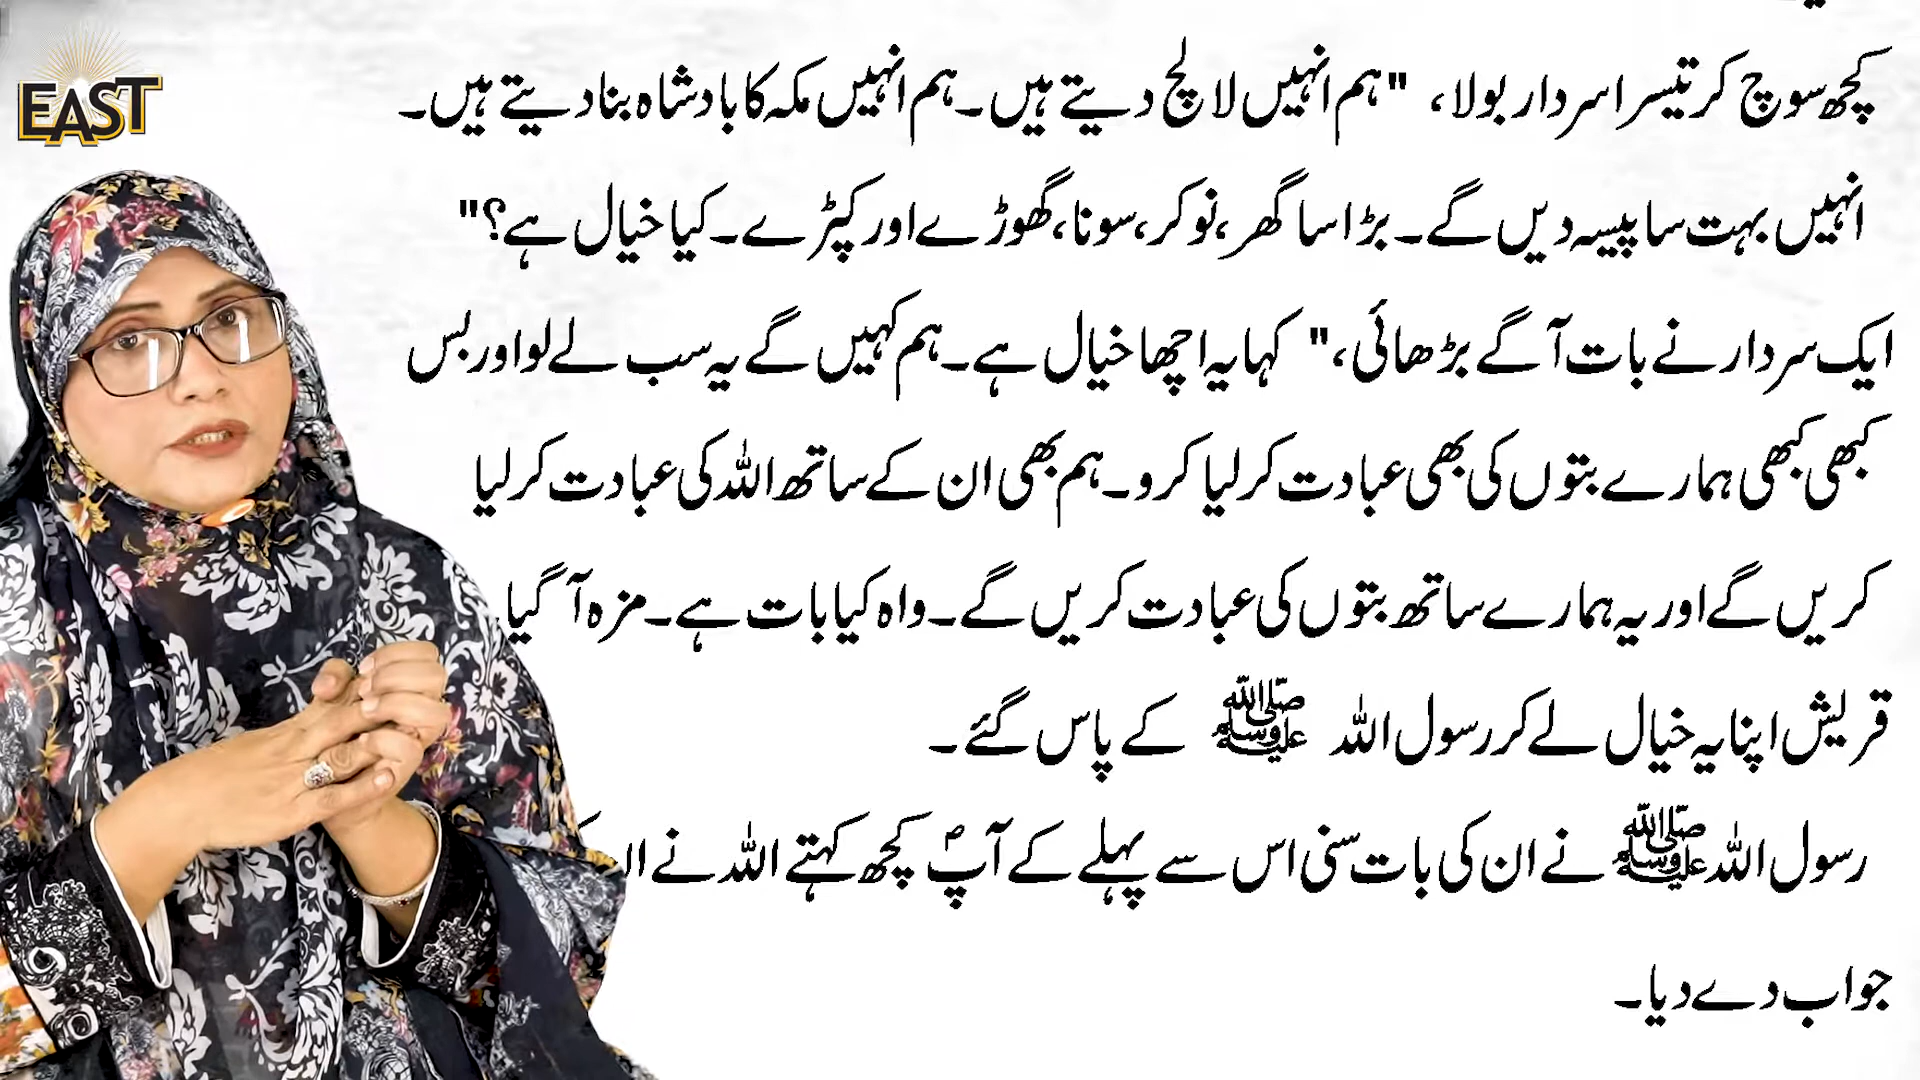 EAST
کچھ سوچ کر تیسرا سردار بولا، "ہم انہیں لالچ دیتے ہیں۔ ہم انہیں مکہ کا بادشاہ بنا دیتے ہیں۔
انہیں بہت سا پیسہ دیں گے۔ بڑا سا گھر، نوکر، سونا، گھوڑے اور کپڑے۔ کیا خیال ہے؟"
ایک سردار نے بات آگے بڑھائی، " کہا یہ اچھا خیال ہے۔ ہم کہیں گے یہ سب لے لو اور بس
کبھی کبھی ہمارے بتوں کی بھی عبادت کر لیا کرو۔ ہم بھی ان کے ساتھ اللہ کی عبادت کر لیا
کریں گے اور یہ ہمارے ساتھ بتوں کی عبادت کریں گے۔ واہ کیا بات ہے۔ مزہ آ گیا
قریش اپنا یہ خیال لے کر رسول اللہ ﷺ کے پاس گئے۔
رسول اللہ ﷺ نے ان کی بات سنی اس سے پہلے کے آپؐ کچھ کہتے اللہ نے
جواب دے دیا۔